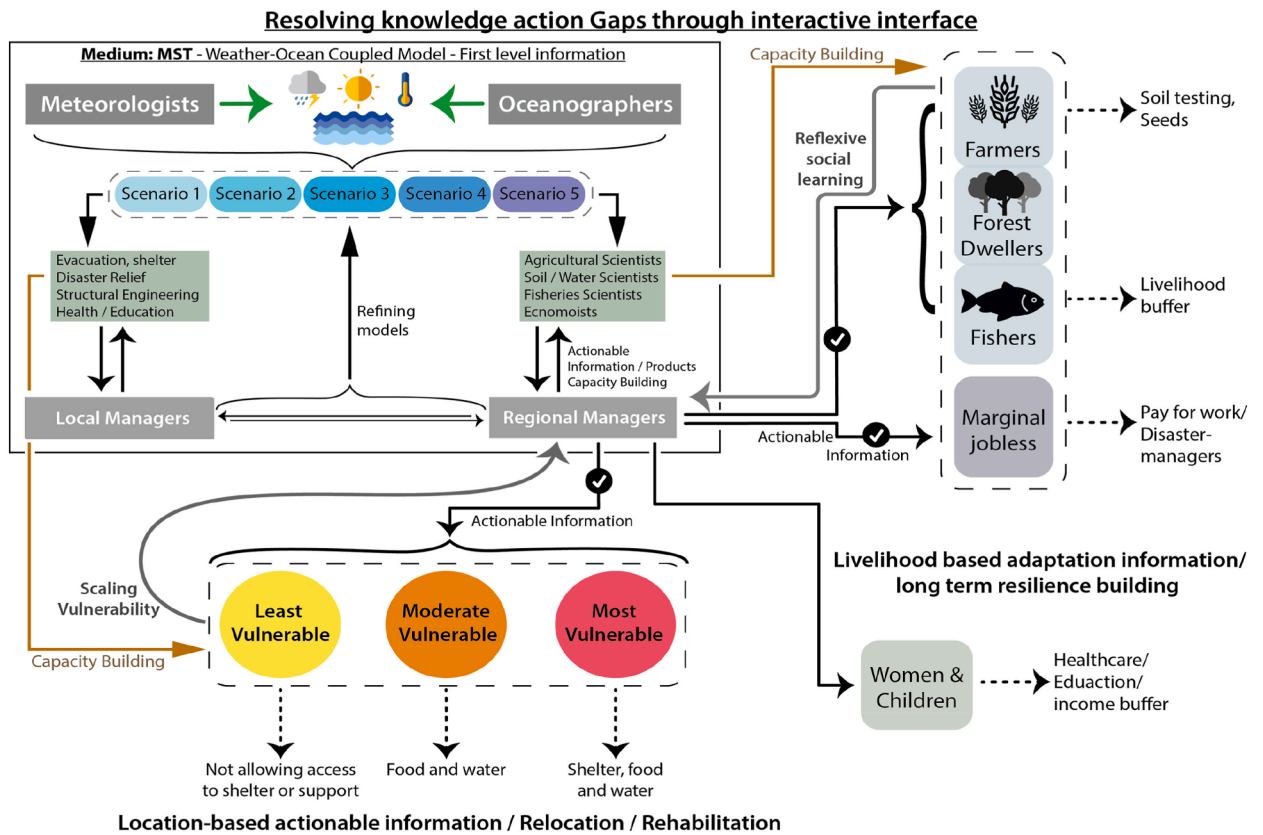 Resolving knowledge action Gaps through interactive interface
Medium: MST - Weather-Ocean Coupled Model - First level information
Meteorologists
Oceanographers
Scenario 1
Scenario 2
Scenario 3
Scenario 4
Scenario 5
Evacuation, shelter
Disaster Relief
Structural Engineering
Health / Education
Refining
models
Agricultural Scientists
Soil / Water Scientists
Fisheries Scientists
Ecnomoists
Actionable
Information / Products
Capacity Building
Local Managers
Regional Managers
Capacity Building
Reflexive
social
learning
Farmers
Forest
Dwellers
Fishers
Marginal
jobless
Soil testing,
Seeds
Livelihood
buffer
Pay for work/
Disaster-
managers
Actionable
Information
Actionable Information
Scaling
Vulnerability
Capacity Building
Least
Vulnerable
Moderate
Vulnerable
Most
Vulnerable
Not allowing access
to shelter or support
Food and water
Shelter, food
and water
Location-based actionable information / Relocation / Rehabilitation
Livelihood based adaptation information/
long term resilience building
Women &
Children
Healthcare/
Eduaction/
income buffer